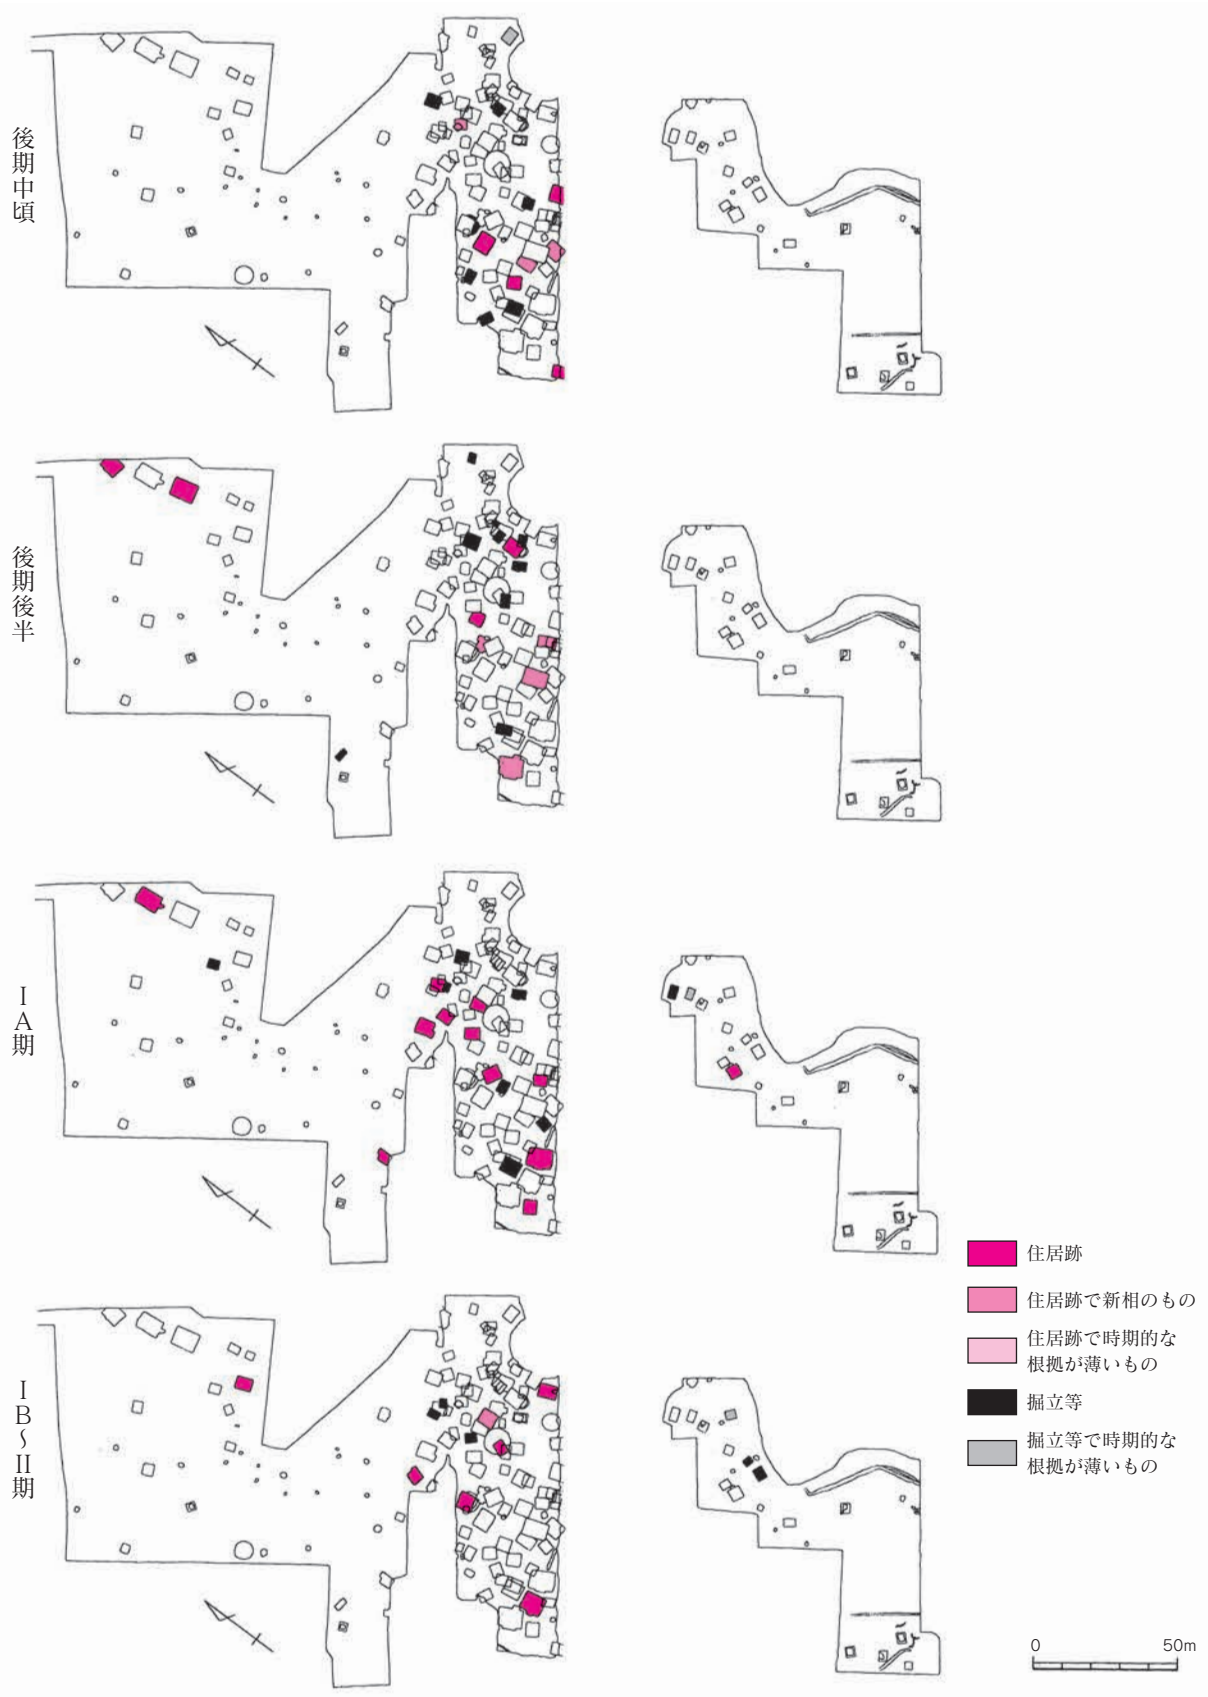 後期中頃
後期後半
ⅠA期
ⅠB〜Ⅱ期
住居跡
住居跡で新相のもの
住居跡で時期的な
根拠が薄いもの
掘立等
掘立等で時期的な
根拠が薄いもの
0 50m